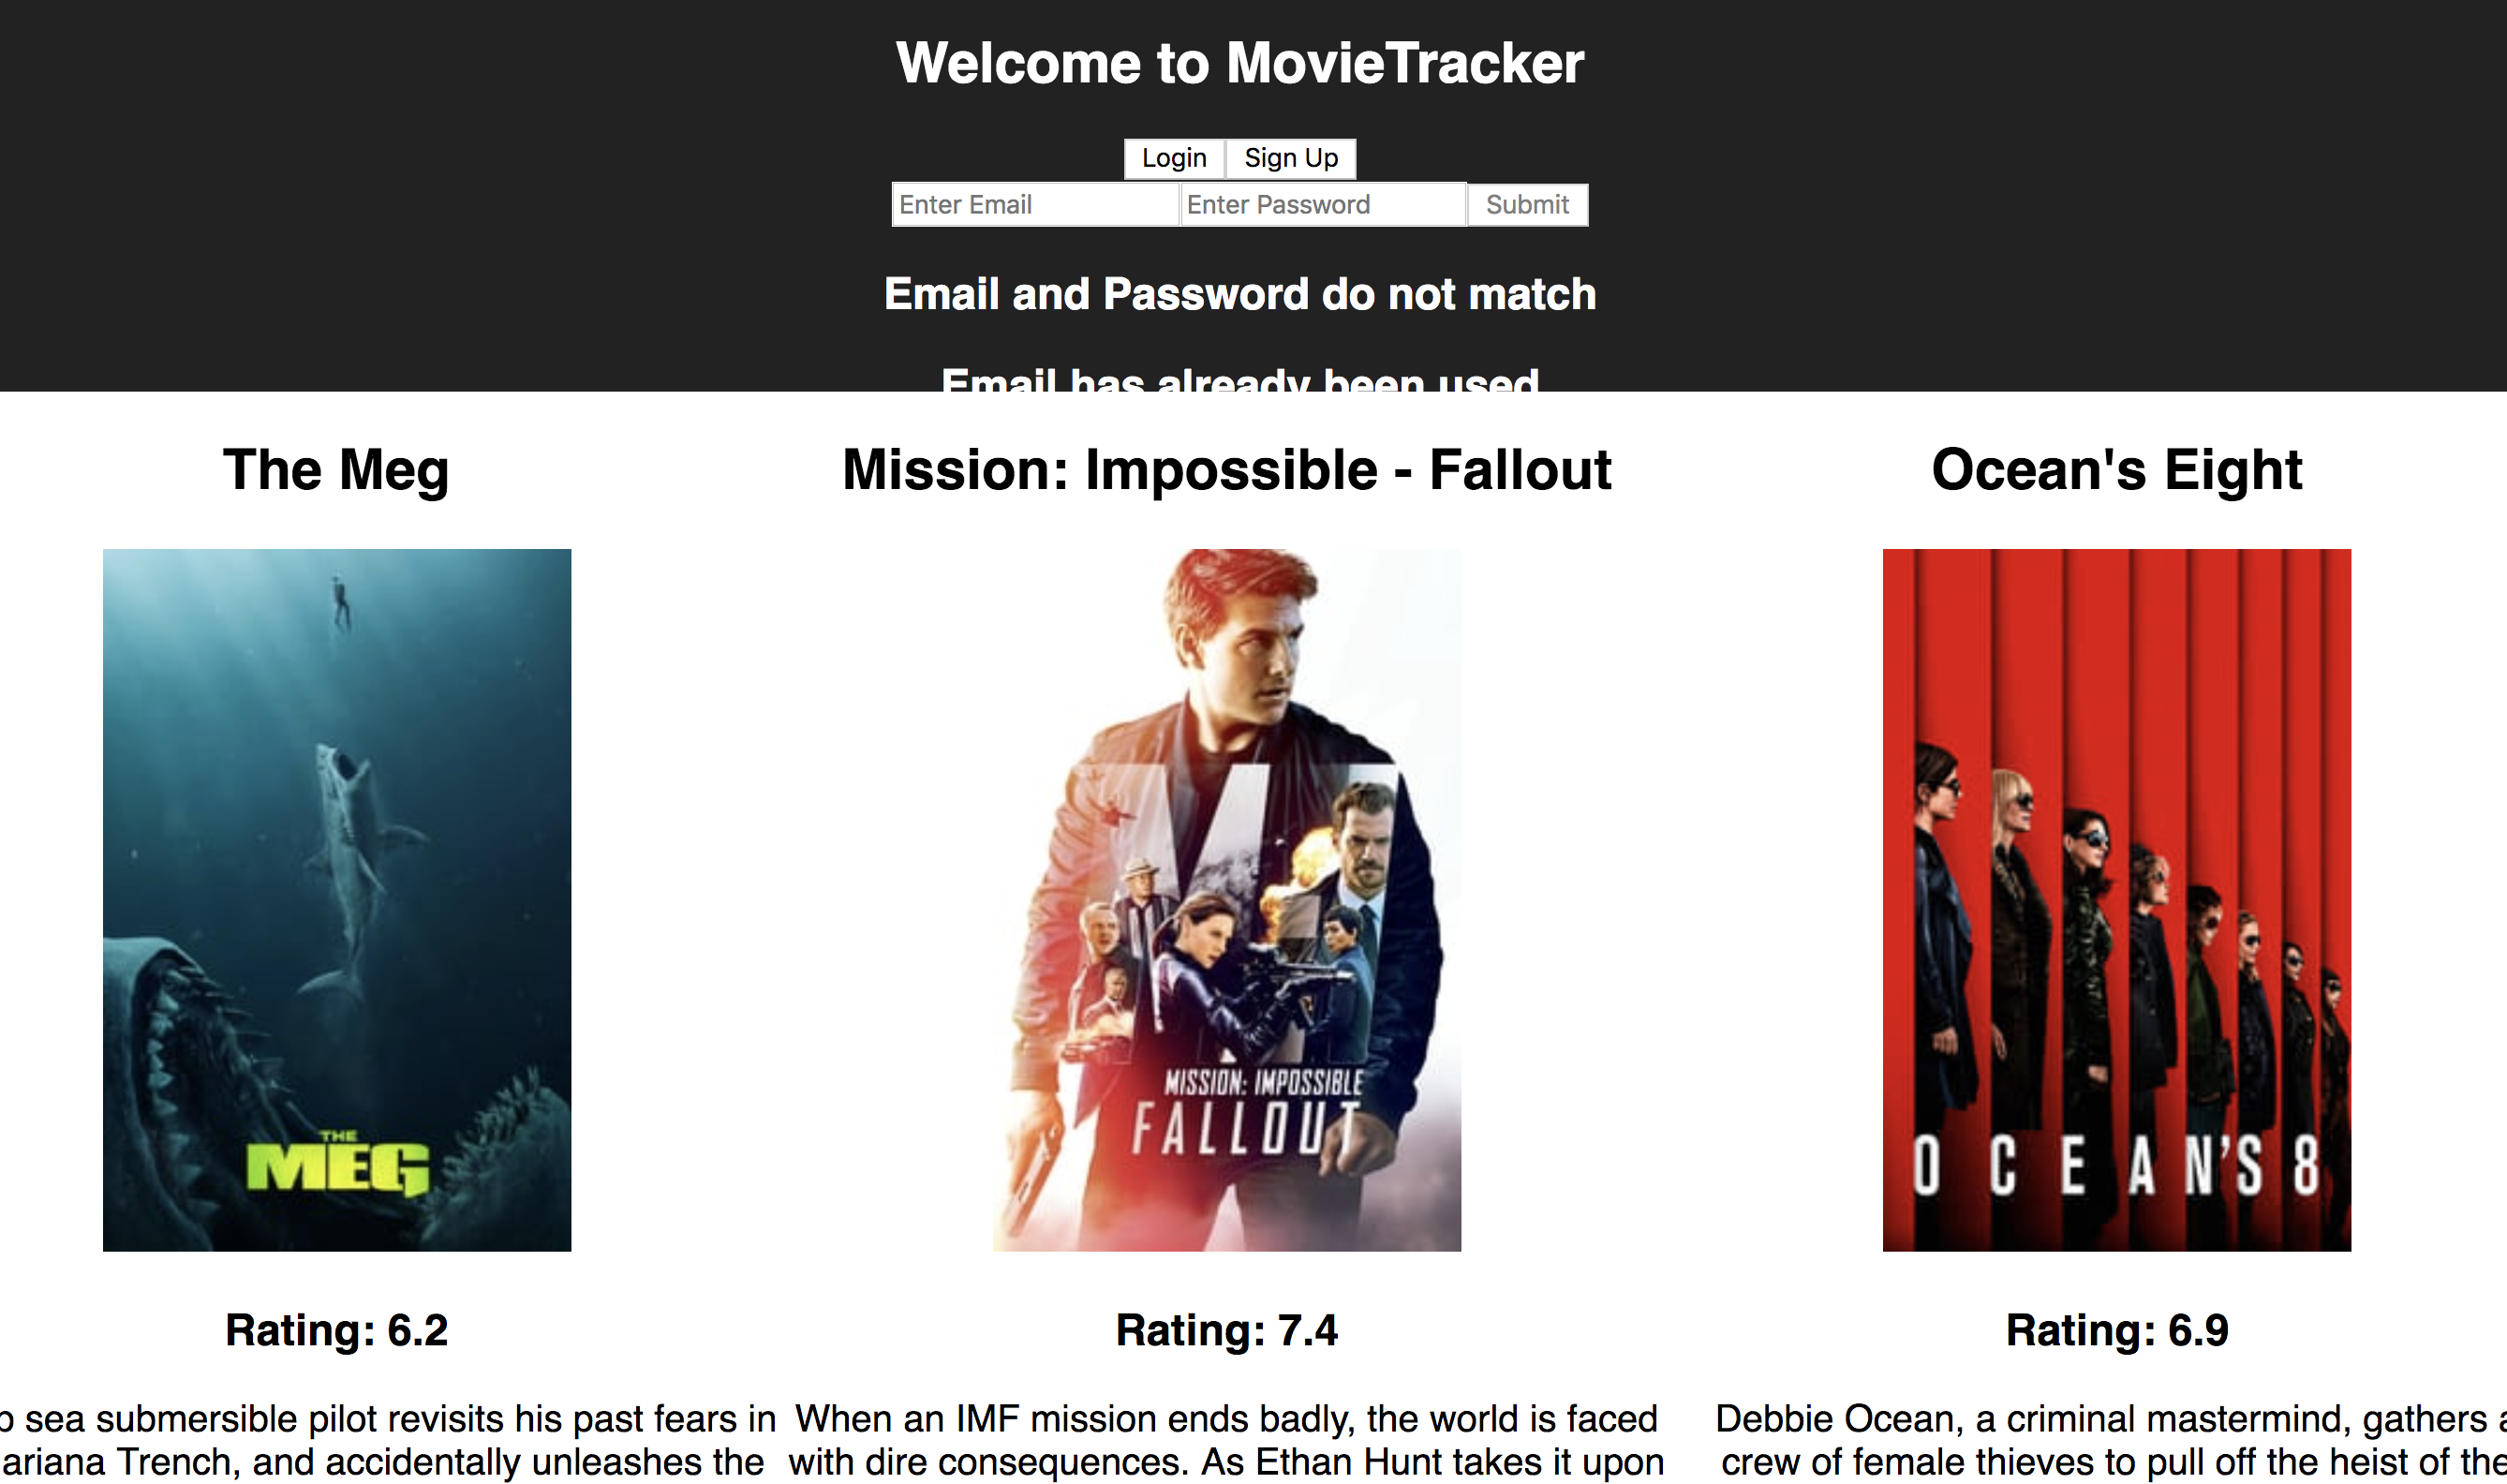 Welcome to MovieTracker
Login Sign Up
Enter Email Enter Password Submit
Email and Password do not match
Email has already been used
The Meg
Mission: Impossible - Fallout
Ocean's Eight
THE
MEG
MISSION: IMPOSSIBLE
FALLOUT
OCEAN'S 8
Rating: 6.2
Rating: 7.4
Rating: 6.9
sea submersible pilot revisits his past fears in
ariana Trench, and accidentally unleashes the
When an IMF mission ends badly, the world is faced
with dire consequences. As Ethan Hunt takes it upon
Debbie Ocean, a criminal mastermind, gathers a
crew of female thieves to pull off the heist of the